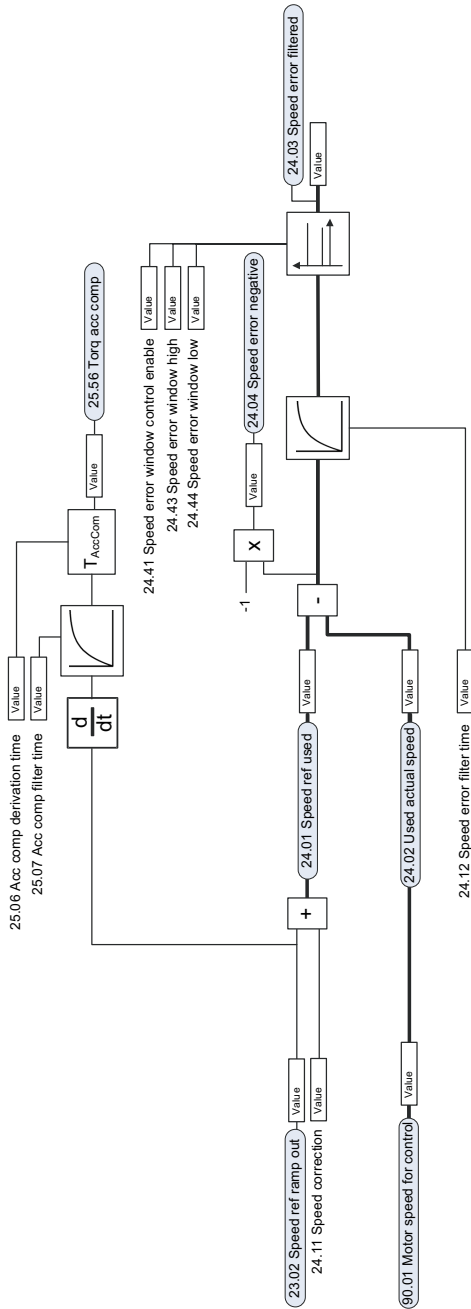 25.06 Acc comp derivation time
Value
25.07 Acc comp filter time
Value
d
dt
TAccCom
Value
25.56 Torq acc comp
24.41 Speed error window control enable
Value
24.43 Speed error window high
Value
24.44 Speed error window low
Value
-1
X
Value
24.04 Speed error negative
23.02 Speed ref ramp out
Value
24.11 Speed correction
Value
+
24.01 Speed ref used
Value
-
Value
24.03 Speed error filtered
90.01 Motor speed for control
Value
24.02 Used actual speed
Value
24.12 Speed error filter time
Value